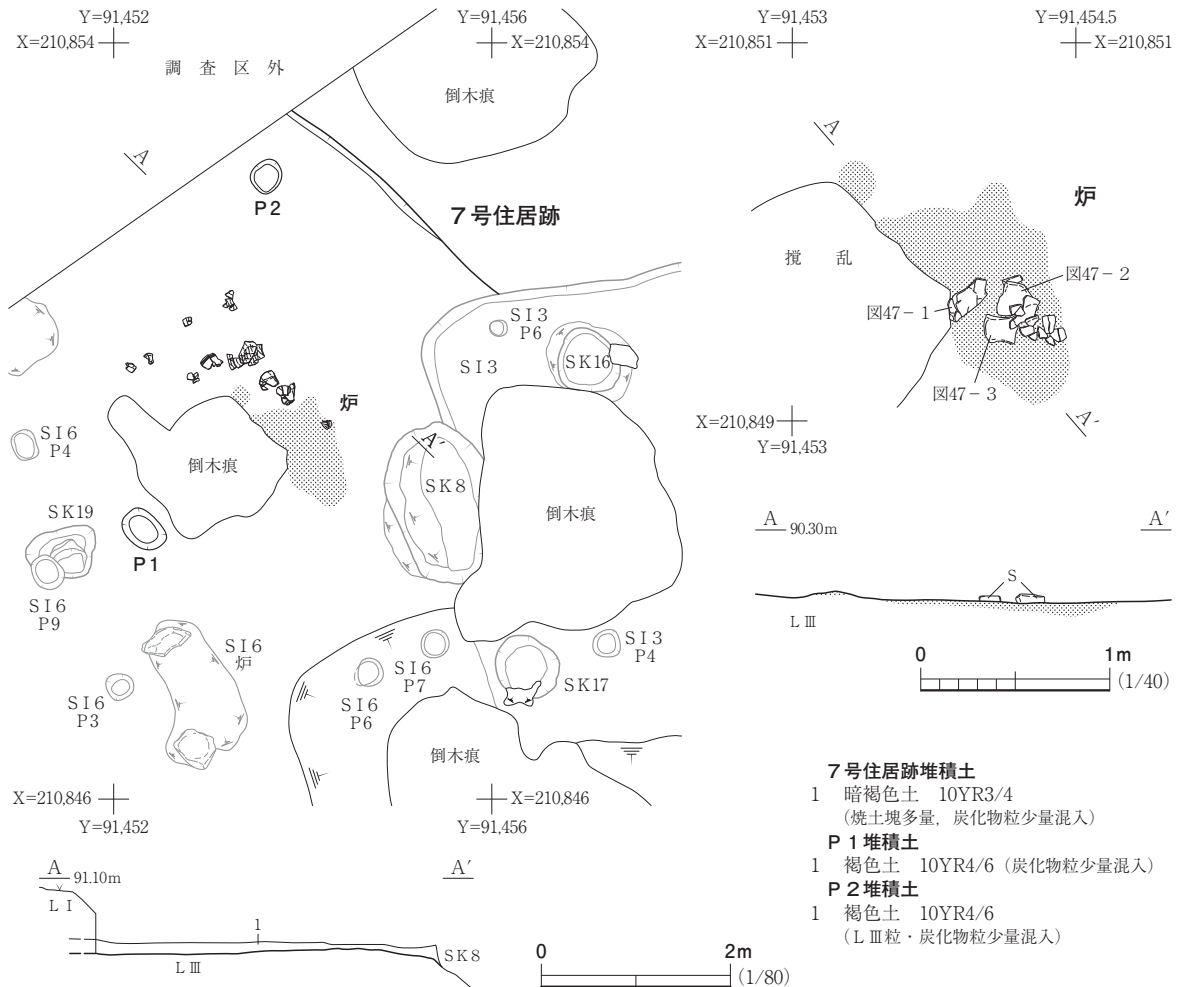 Y=91,452
Y=91,456
X=210,854
X=210,854
調査区外
倒木痕
A
P2
7号住居跡
SI3
P6
SI3
SK16
炉
SI6
P4
倒木痕
A′
SK8
倒木痕
SK19
P1
SI6
P9
SI6
炉
SI3
P4
SI6
P7
SK17
SI6
P3
SI6
P6
倒木痕
X=210,846
X=210,846
Y=91,452
Y=91,456
Y=91,453
Y=91,454.5
X=210,851
X=210,851
A
炉
撹乱
図47-2
図47-1
図47-3
X=210,849
A′
Y=91,453
A 90.30m
A′
S
LⅢ
0 1m
(1/40)
A 91.10m
A′
LⅠ
1
SK8
LⅢ
0 2m
(1/80)
7号住居跡堆積土
1 暗褐色土 10YR3/4
(焼土塊多量，炭化物粒少量混入)
P1堆積土
1 褐色土 10YR4/6 (炭化物粒少量混入)
P2堆積土
1 褐色土 10YR4/6
(LⅢ粒・炭化物粒少量混入)